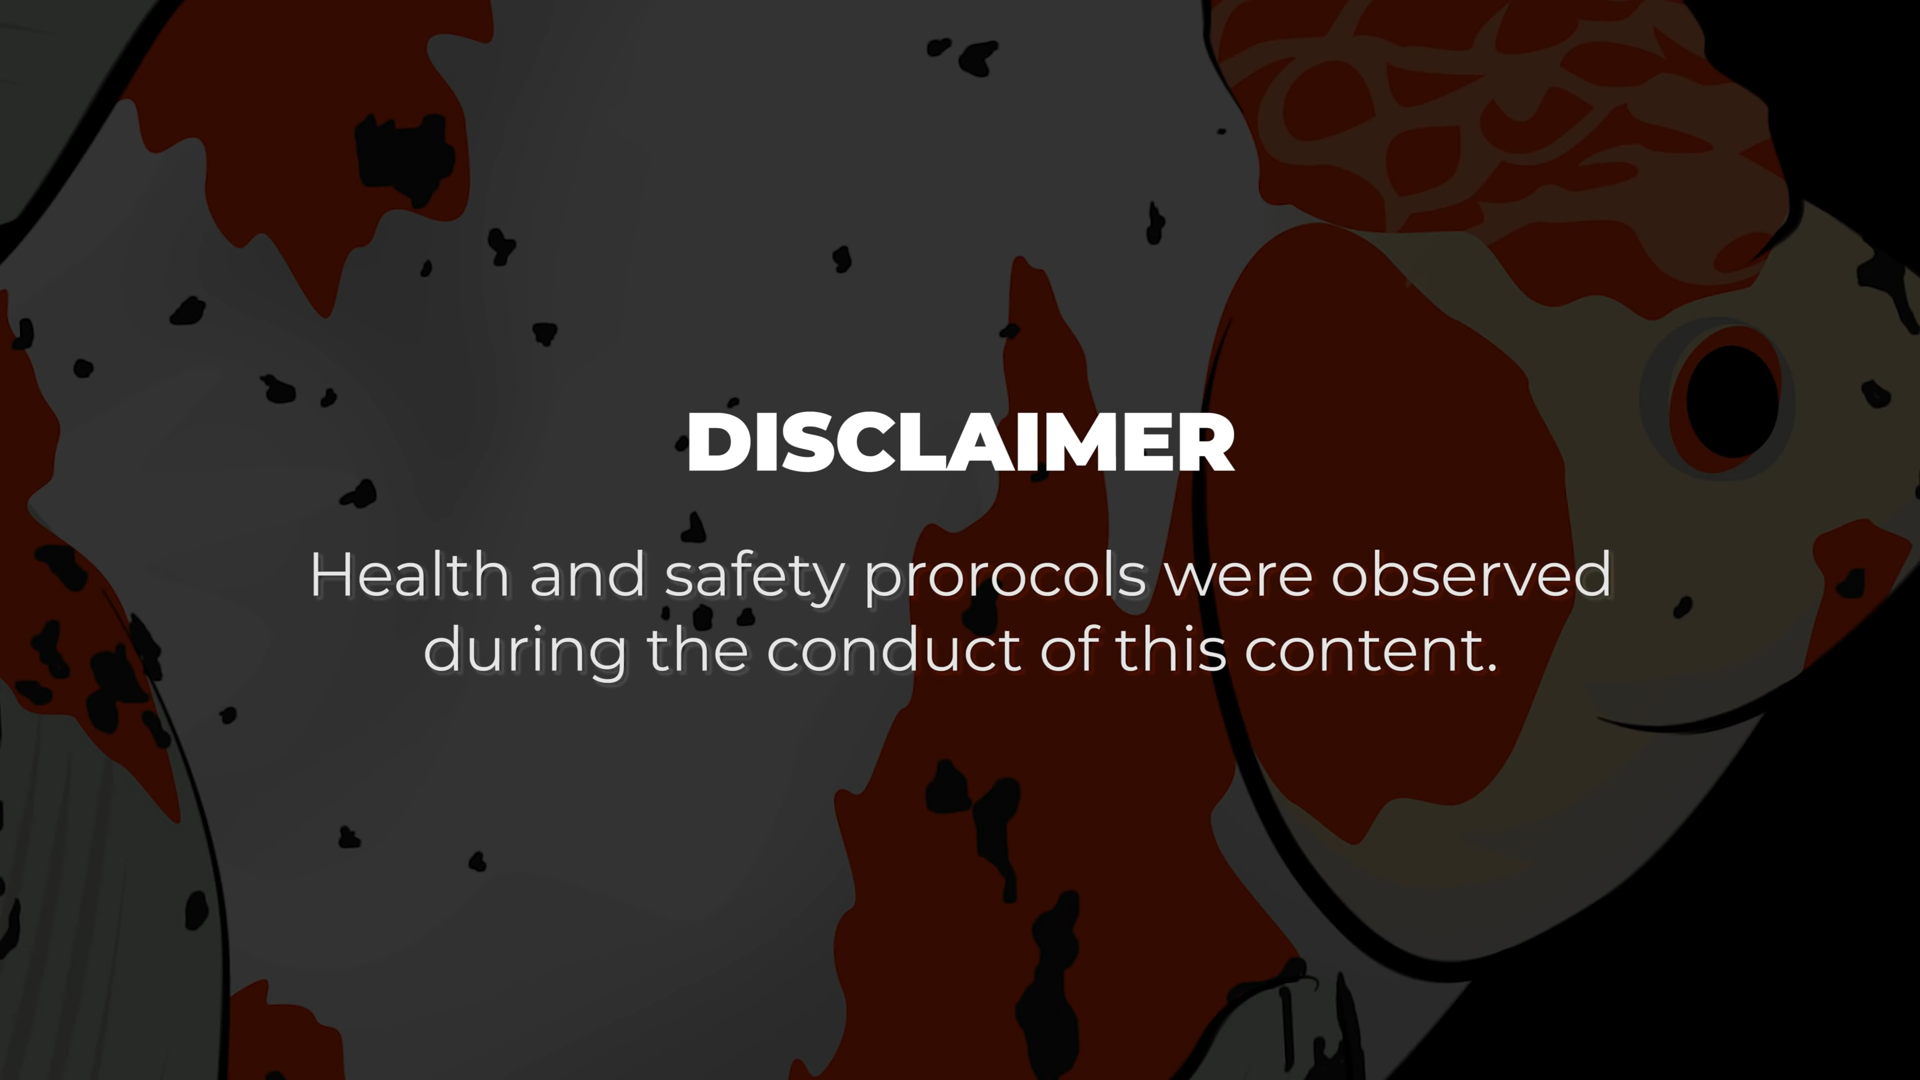 DISCLAIMER
Health and safety prorocols were observed
during the conduct of this content.